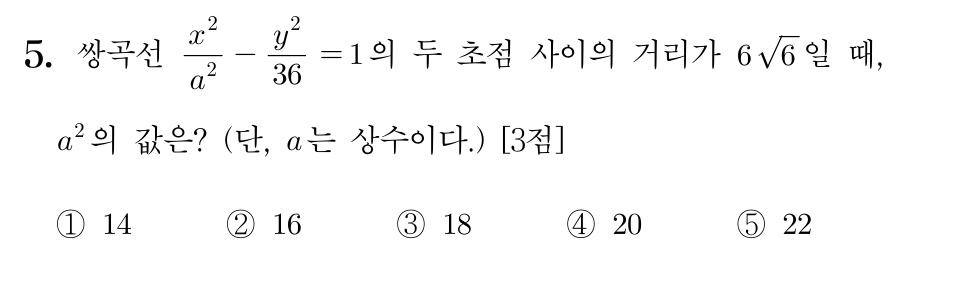 5. 쌍곡선 $\frac{x^2}{a^2} - \frac{y^2}{36} = 1$의 두 초점 사이의 거리가 $6\sqrt{6}$일 때,
$a^2$의 값은? (단, $a$는 상수이다.) [3점]
① 14 ② 16 ③ 18 ④ 20 ⑤ 22